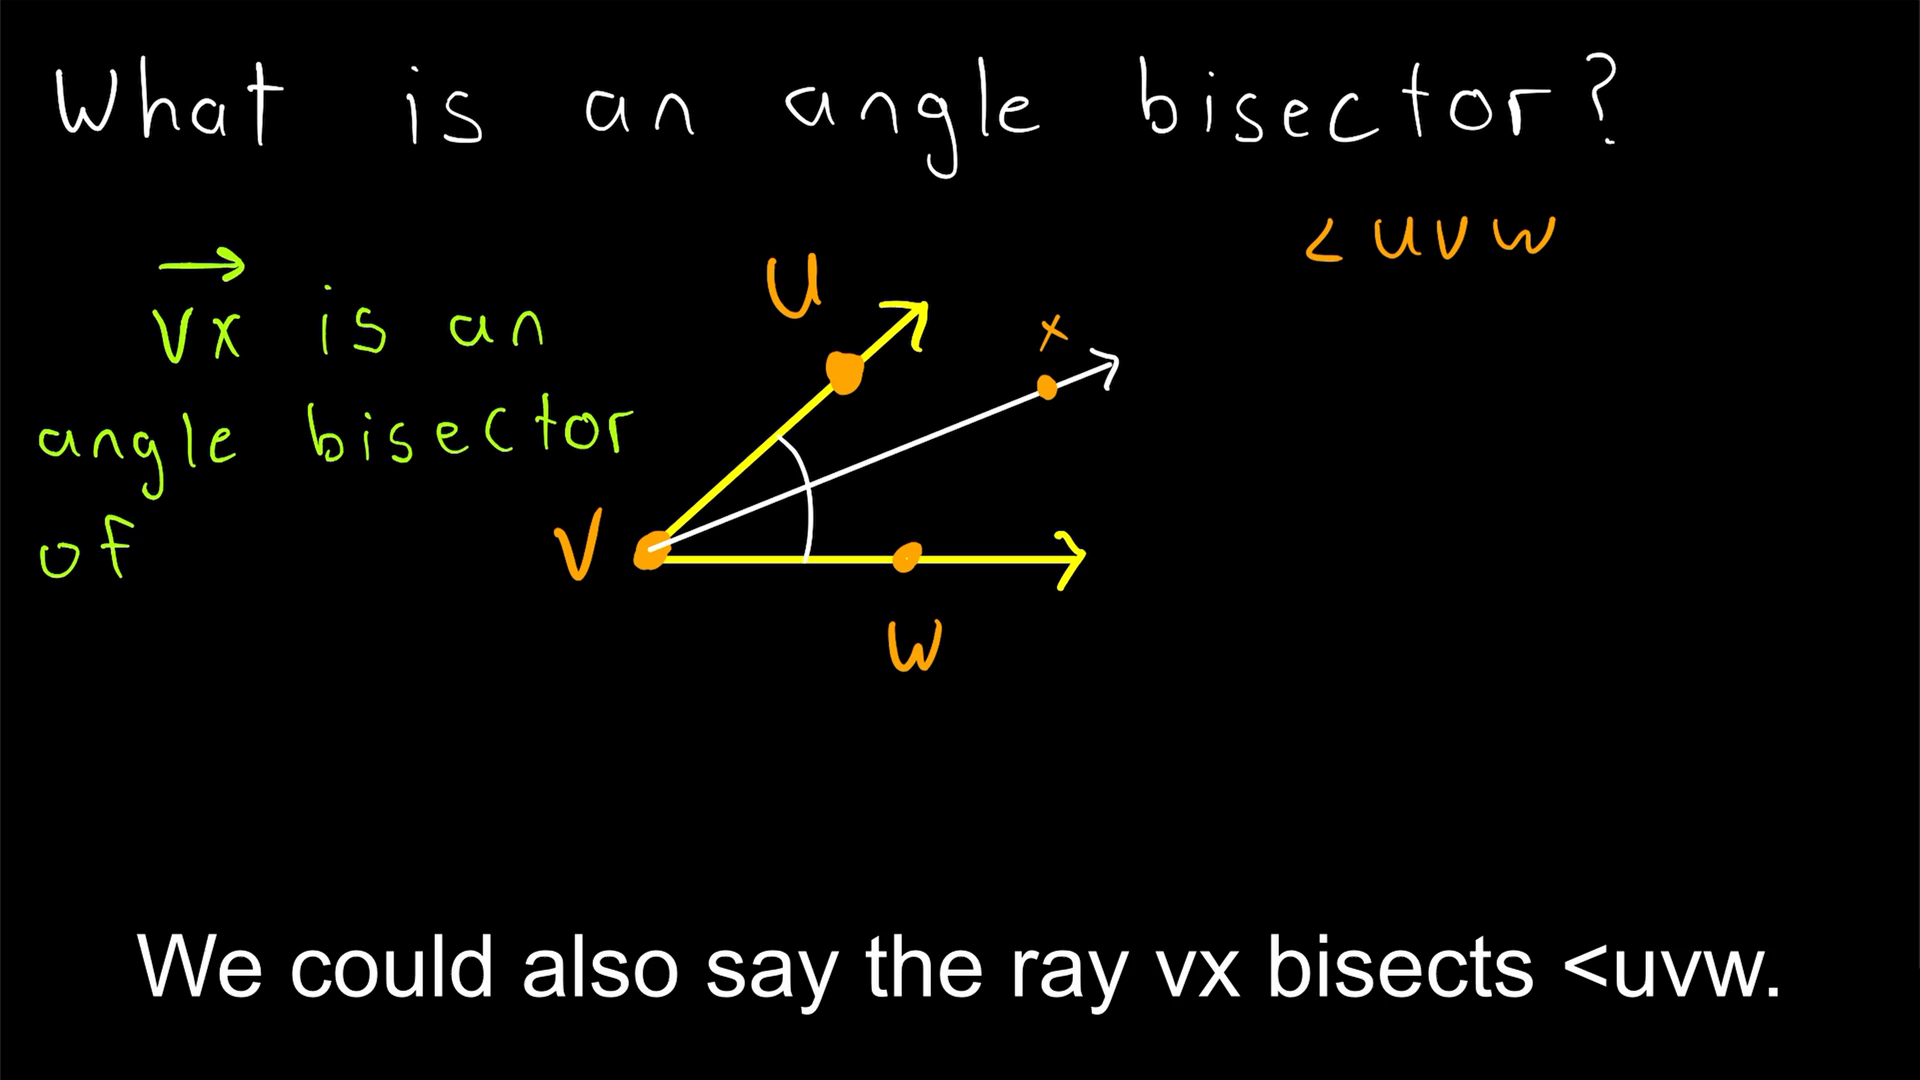 What is an angle bisector?
< u v w
vx is an
angle bisector
of
u
x
v
w
We could also say the ray vx bisects <uvw.